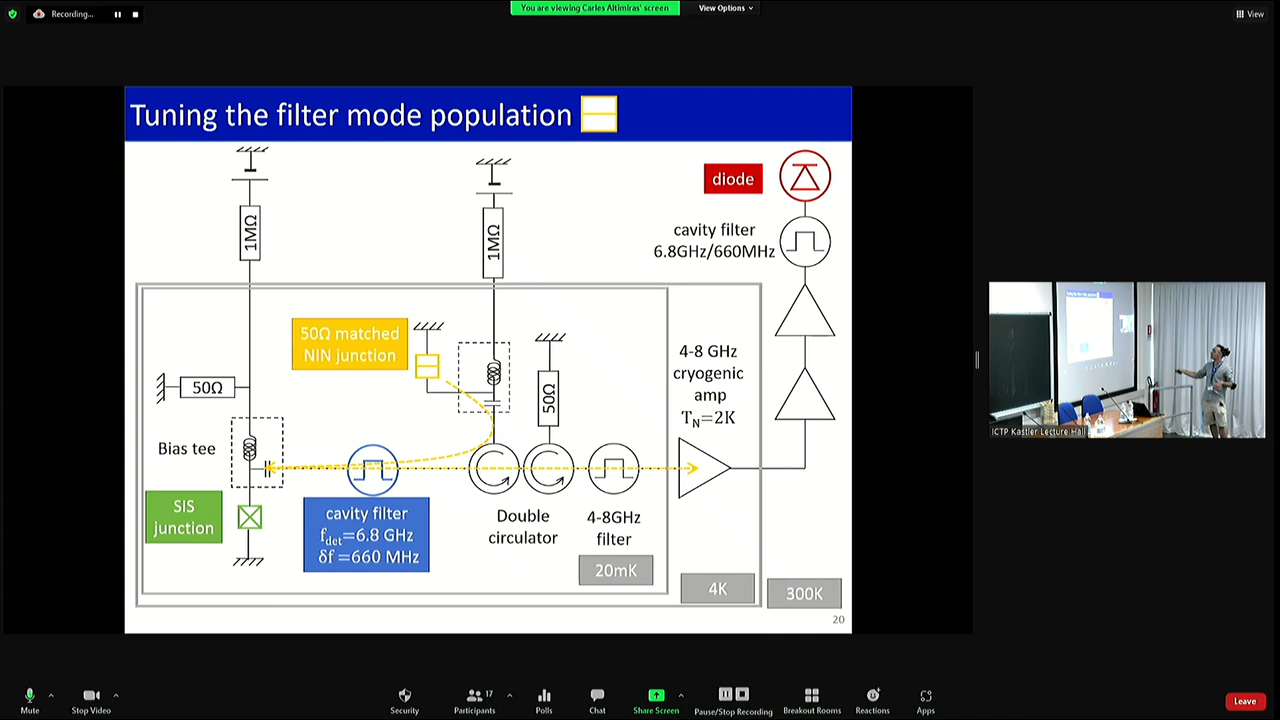 Recording...
You are viewing Carles Altimiras' screen
View Options
View
Tuning the filter mode population
1MΩ
1MΩ
diode
cavity filter
6.8GHz/660MHz
50Ω matched
NIN junction
50Ω
50Ω
4-8 GHz
cryogenic
amp
T_N=2K
Bias tee
SIS
junction
cavity filter
f_det=6.8 GHz
δf =660 MHz
Double
circulator
4-8GHz
filter
20mK
4K
300K
20
ICTP Kastler Lecture Hall
Mute
Stop Video
Security
Participants
17
Polls
Chat
Share Screen
Pause/Stop Recording
Breakout Rooms
Reactions
Apps
Leave